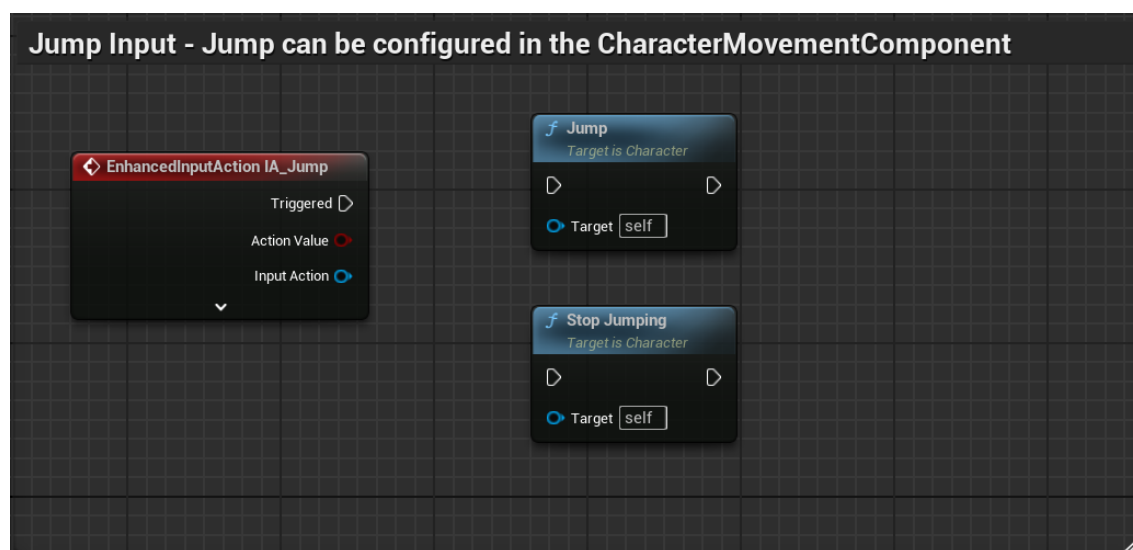 Jump Input - Jump can be configured in the CharacterMovementComponent
EnhancedInputAction IA_Jump
Triggered
Action Value
Input Action
f Jump
Target is Character
Target self
f Stop Jumping
Target is Character
Target self